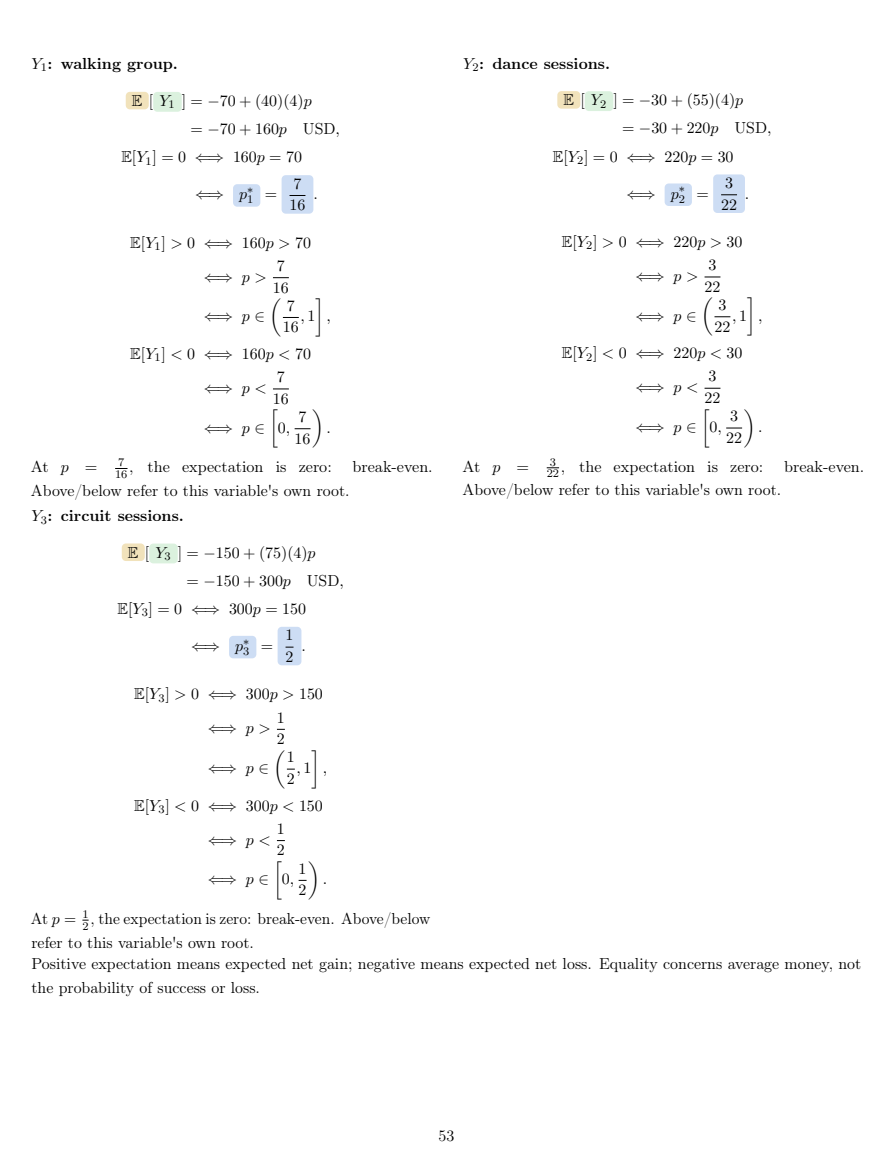 Y₁: walking group.
𝔼[Y₁] = −70 + (40)(4)p
= −70 + 160p USD,
𝔼[Y₁] = 0 ⟺ 160p = 70
⟺ p₁* = 7/16.
𝔼[Y₁] > 0 ⟺ 160p > 70
⟺ p > 7/16
⟺ p ∈ (7/16, 1],
𝔼[Y₁] < 0 ⟺ 160p < 70
⟺ p < 7/16
⟺ p ∈ [0, 7/16).
At p = 7/16, the expectation is zero: break-even.
Above/below refer to this variable's own root.
Y₂: dance sessions.
𝔼[Y₂] = −30 + (55)(4)p
= −30 + 220p USD,
𝔼[Y₂] = 0 ⟺ 220p = 30
⟺ p₂* = 3/22.
𝔼[Y₂] > 0 ⟺ 220p > 30
⟺ p > 3/22
⟺ p ∈ (3/22, 1],
𝔼[Y₂] < 0 ⟺ 220p < 30
⟺ p < 3/22
⟺ p ∈ [0, 3/22).
At p = 3/22, the expectation is zero: break-even.
Above/below refer to this variable's own root.
Y₃: circuit sessions.
𝔼[Y₃] = −150 + (75)(4)p
= −150 + 300p USD,
𝔼[Y₃] = 0 ⟺ 300p = 150
⟺ p₃* = 1/2.
𝔼[Y₃] > 0 ⟺ 300p > 150
⟺ p > 1/2
⟺ p ∈ (1/2, 1],
𝔼[Y₃] < 0 ⟺ 300p < 150
⟺ p < 1/2
⟺ p ∈ [0, 1/2).
At p = 1/2, the expectation is zero: break-even. Above/below
refer to this variable's own root.
Positive expectation means expected net gain; negative means expected net loss. Equality concerns average money, not
the probability of success or loss.
53